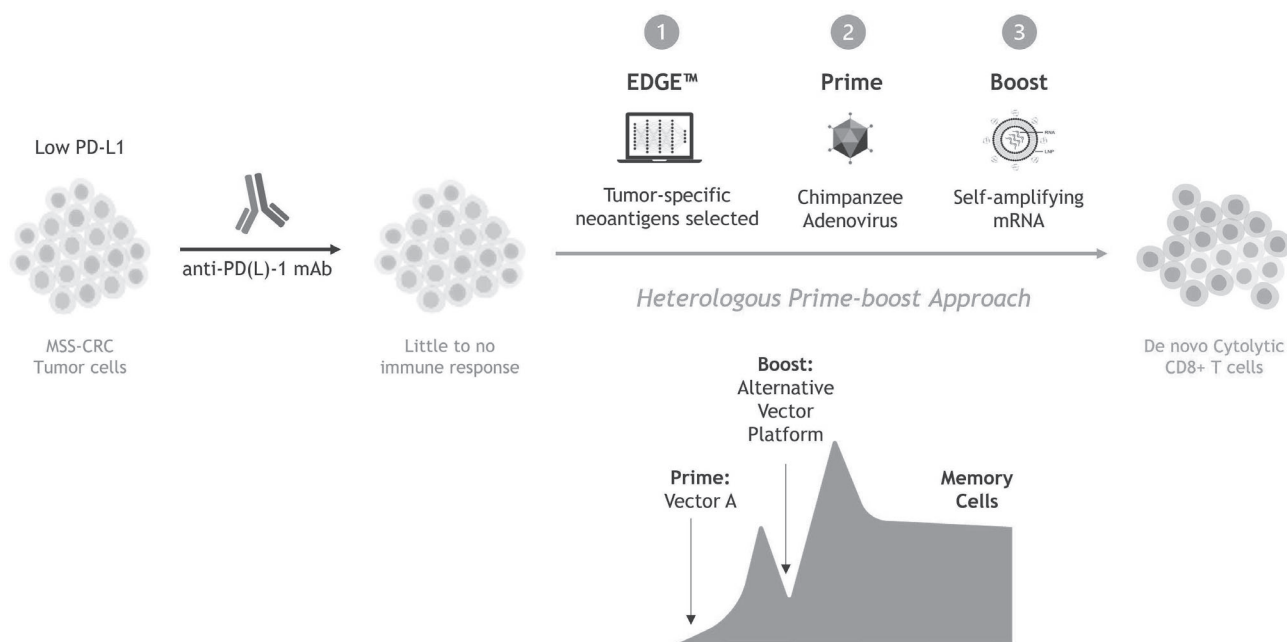 Low PD-L1
anti-PD(L)-1 mAb
MSS-CRC
Tumor cells
Little to no
immune response
1
EDGE™
Tumor-specific
neoantigens selected
2
Prime
Chimpanzee
Adenovirus
3
Boost
RNA
LNP
Self-amplifying
mRNA
Heterologous Prime-boost Approach
De novo Cytolytic
CD8+ T cells
Prime:
Vector A
Boost:
Alternative
Vector
Platform
Memory
Cells